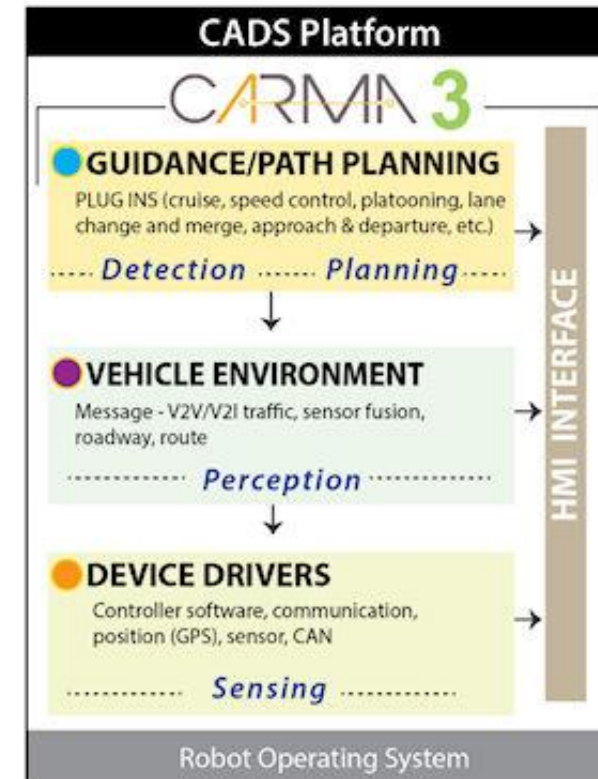 CADS Platform
CARMA 3
GUIDANCE/PATH PLANNING
PLUG INS (cruise, speed control, platooning, lane
change and merge, approach & departure, etc.)
Detection
Planning
VEHICLE ENVIRONMENT
Message - V2V/V2I traffic, sensor fusion,
roadway, route
Perception
DEVICE DRIVERS
Controller software, communication,
position (GPS), sensor, CAN
Sensing
HMI INTERFACE
Robot Operating System